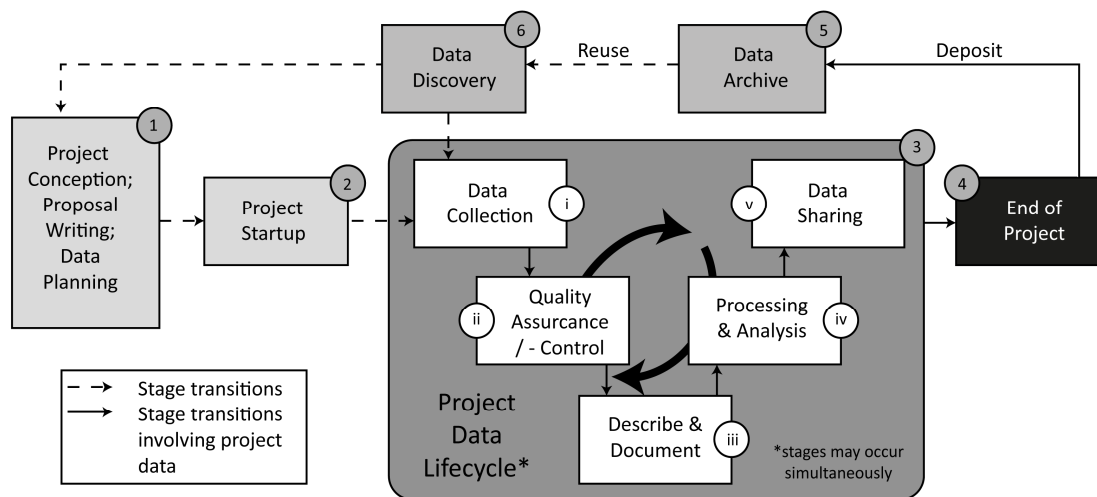 6
Data
Discovery
Reuse
5
Data
Archive
Deposit
1
Project
Conception;
Proposal
Writing;
Data
Planning
2
Project
Startup
3
Data
Collection
i
v
Data
Sharing
4
End of
Project
ii
Quality
Assurcance
/ - Control
Processing
& Analysis
iv
Describe &
Document
iii
Project
Data
Lifecycle*
*stages may occur
simultaneously
Stage transitions
Stage transitions
involving project
data